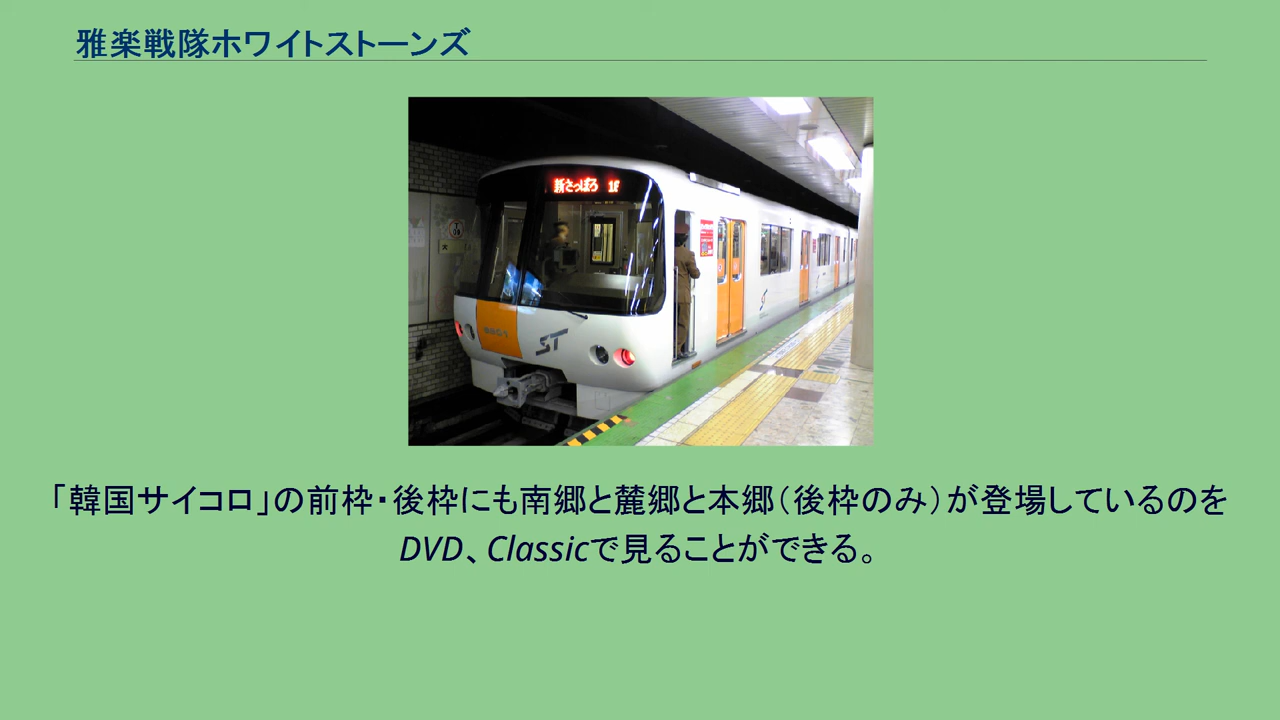 雅楽戦隊ホワイトストーンズ
新さっぽろ
ST
「韓国サイコロ」の前枠・後枠にも南郷と麓郷と本郷（後枠のみ）が登場しているのを
DVD、Classicで見ることができる。